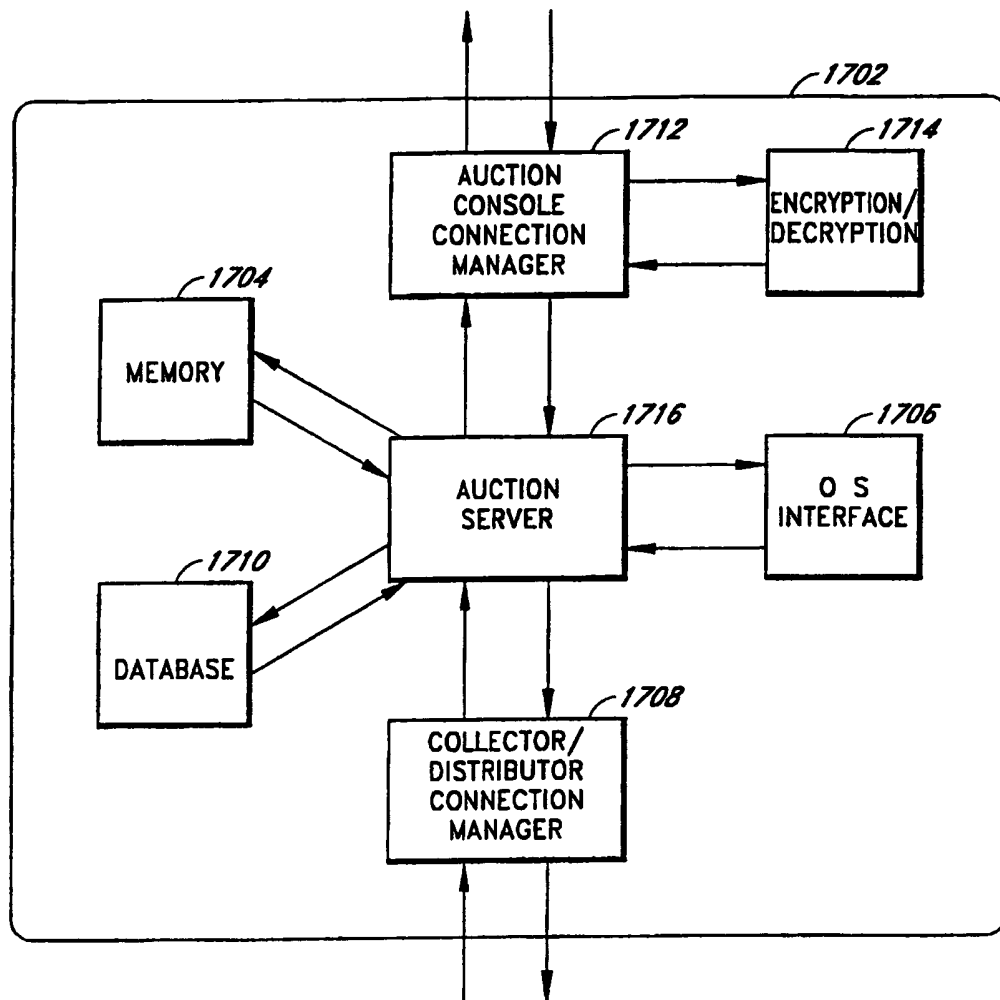 1702
1712
AUCTION
CONSOLE
CONNECTION
MANAGER
1714
ENCRYPTION/
DECRYPTION
1704
MEMORY
1716
AUCTION
SERVER
1706
O S
INTERFACE
1710
DATABASE
1708
COLLECTOR/
DISTRIBUTOR
CONNECTION
MANAGER